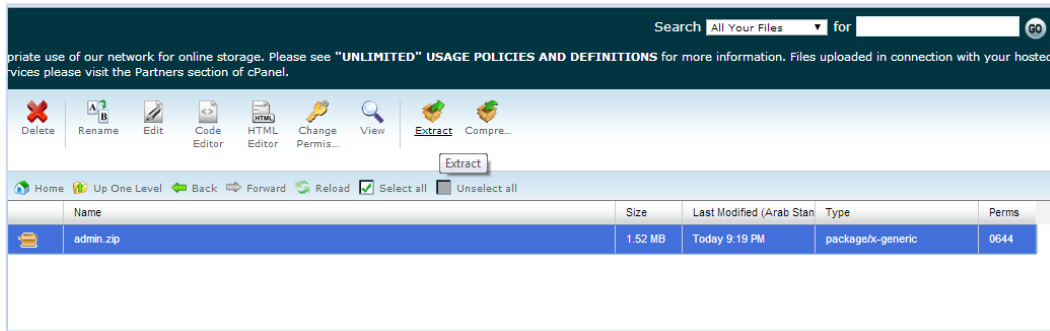 Search All Your Files for GO
priate use of our network for online storage. Please see "UNLIMITED" USAGE POLICIES AND DEFINITIONS for more information. Files uploaded in connection with your hosted
rvices please visit the Partners section of cPanel.
Delete Rename Edit Code Editor HTML Editor Change Permis... View Extract Compre...
Extract
Home Up One Level Back Forward Reload Select all Unselect all
Name Size Last Modified (Arab Stan Type Perms
admin.zip 1.52 MB Today 9:19 PM package/x-generic 0644